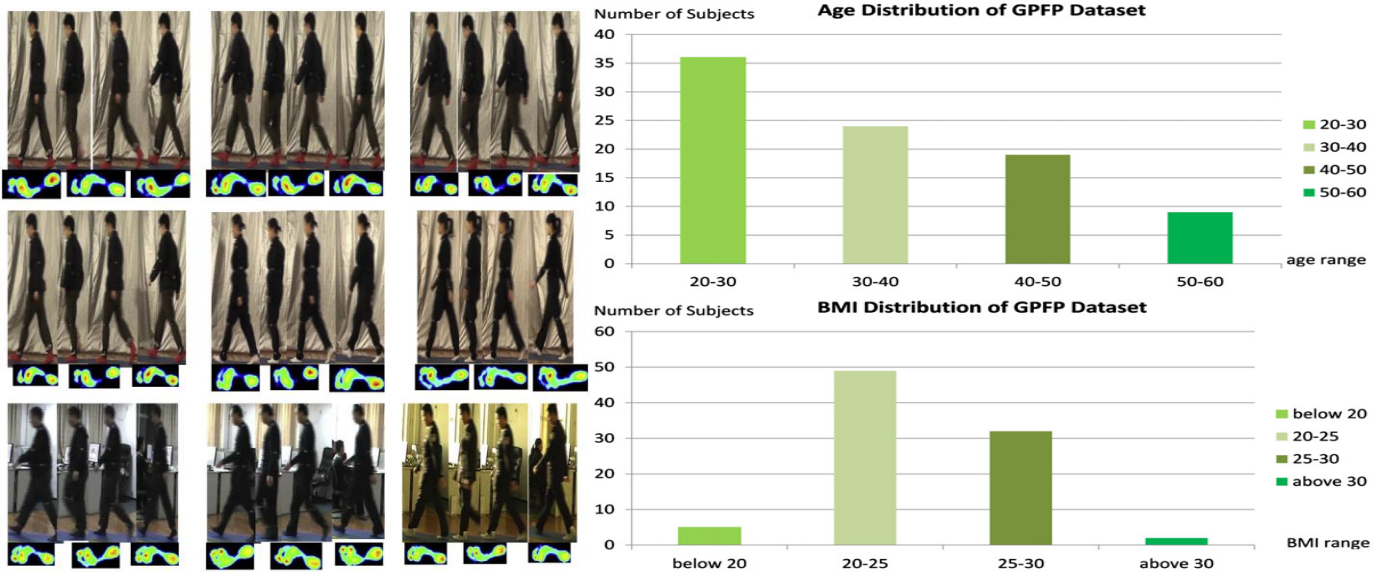 Number of Subjects
Age Distribution of GPFP Dataset
40
35
30
25
20
15
10
5
0
20-30
30-40
40-50
50-60
age range
20-30
30-40
40-50
50-60
Number of Subjects
BMI Distribution of GPFP Dataset
60
50
40
30
20
10
0
below 20
20-25
25-30
above 30
BMI range
below 20
20-25
25-30
above 30